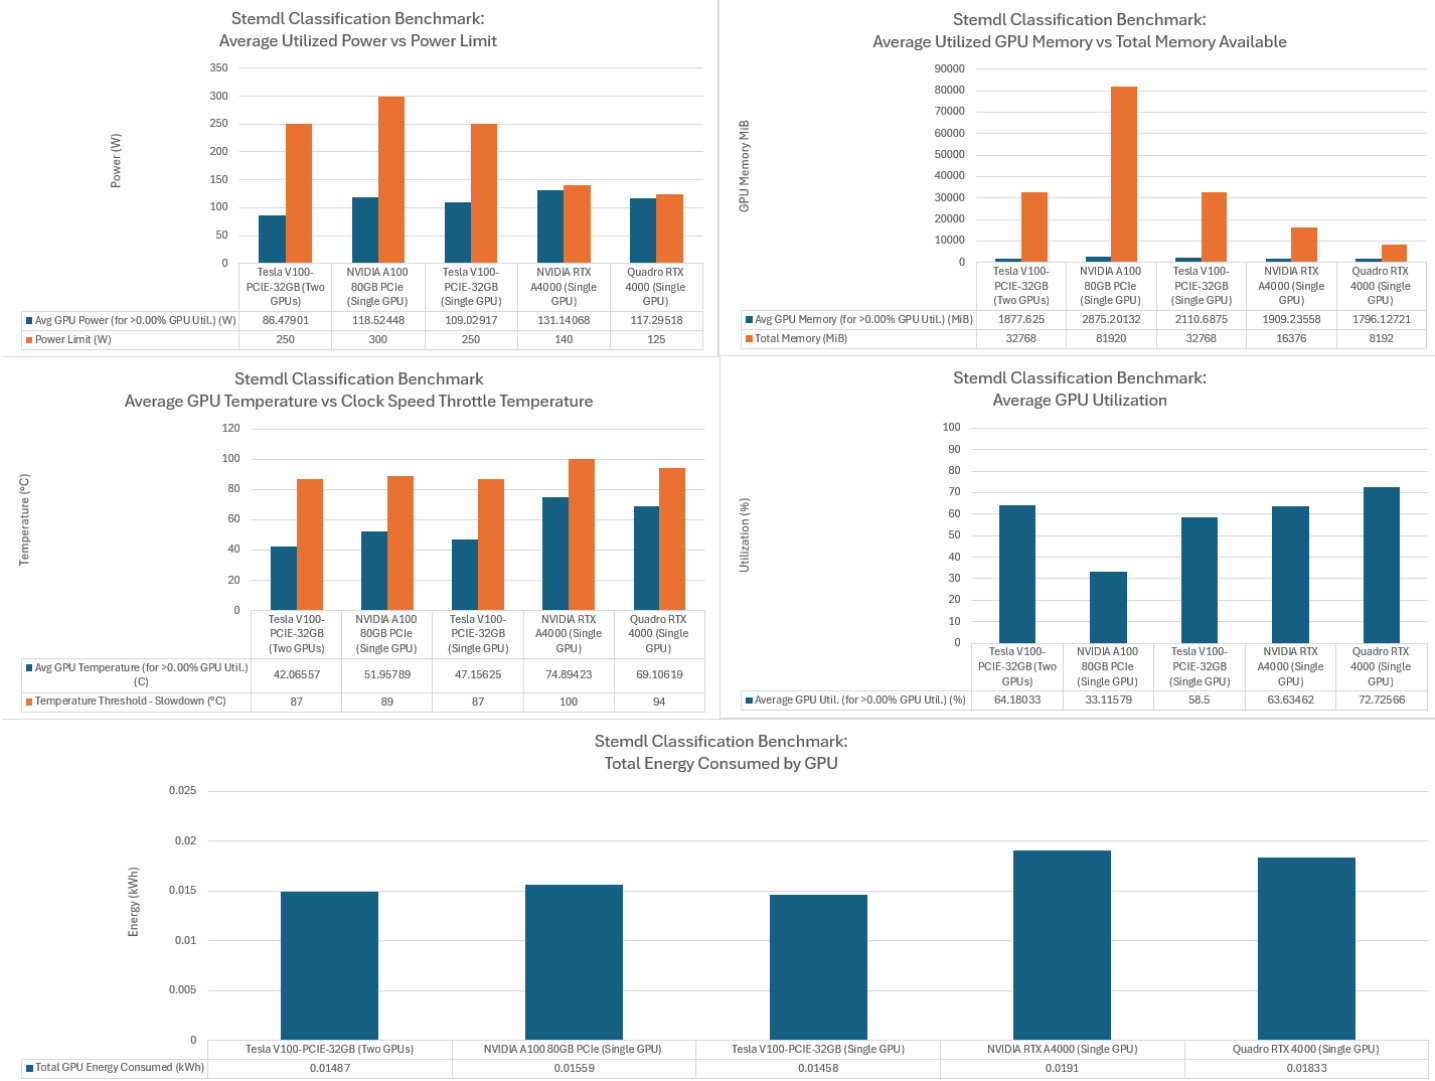 Stemdl Classification Benchmark:
Average Utilized Power vs Power Limit
350
300
250
200
150
100
50
0
Power (W)
Tesla V100-
PCIE-32GB (Two
GPUs)
NVIDIA A100
80GB PCIe
(Single GPU)
Tesla V100-
PCIE-32GB
(Single GPU)
NVIDIA RTX
A4000 (Single
GPU)
Quadro RTX
4000 (Single
GPU)
Avg GPU Power (for >0.00% GPU Util.) (W) 86.47901 118.52448 109.02917 131.14068 117.29518
Power Limit (W) 250 300 250 140 125
Stemdl Classification Benchmark:
Average Utilized GPU Memory vs Total Memory Available
90000
80000
70000
60000
50000
40000
30000
20000
10000
0
GPU Memory MiB
Tesla V100-
PCIE-32GB
(Two GPUs)
NVIDIA A100
80GB PCIe
(Single GPU)
Tesla V100-
PCIE-32GB
(Single GPU)
NVIDIA RTX
A4000 (Single
GPU)
Quadro RTX
4000 (Single
GPU)
Avg GPU Memory (for >0.00% GPU Util.) (MiB) 1877.625 2875.20132 2110.6875 1909.23558 1796.12721
Total Memory (MiB) 32768 81920 32768 16376 8192
Stemdl Classification Benchmark
Average GPU Temperature vs Clock Speed Throttle Temperature
120
100
80
60
40
20
0
Temperature (°C)
Tesla V100-
PCIE-32GB
(Two GPUs)
NVIDIA A100
80GB PCIe
(Single GPU)
Tesla V100-
PCIE-32GB
(Single GPU)
NVIDIA RTX
A4000 (Single
GPU)
Quadro RTX
4000 (Single
GPU)
Avg GPU Temperature (for >0.00% GPU Util.)
(C)
42.06557 51.95789 47.15625 74.89423 69.10619
Temperature Threshold - Slowdown (°C) 87 89 87 100 94
Stemdl Classification Benchmark:
Average GPU Utilization
100
90
80
70
60
50
40
30
20
10
0
Utilization (%)
Tesla V100-
PCIE-32GB (Two
GPUs)
NVIDIA A100
80GB PCIe
(Single GPU)
Tesla V100-
PCIE-32GB
(Single GPU)
NVIDIA RTX
A4000 (Single
GPU)
Quadro RTX
4000 (Single
GPU)
Average GPU Util. (for >0.00% GPU Util.) (%) 64.18033 33.11579 58.5 63.63462 72.72566
Stemdl Classification Benchmark:
Total Energy Consumed by GPU
0.025
0.02
0.015
0.01
0.005
0
Energy (kWh)
Tesla V100-PCIE-32GB (Two GPUs) NVIDIA A100 80GB PCIe (Single GPU) Tesla V100-PCIE-32GB (Single GPU) NVIDIA RTX A4000 (Single GPU) Quadro RTX 4000 (Single GPU)
Total GPU Energy Consumed (kWh) 0.01487 0.01559 0.01458 0.0191 0.01833